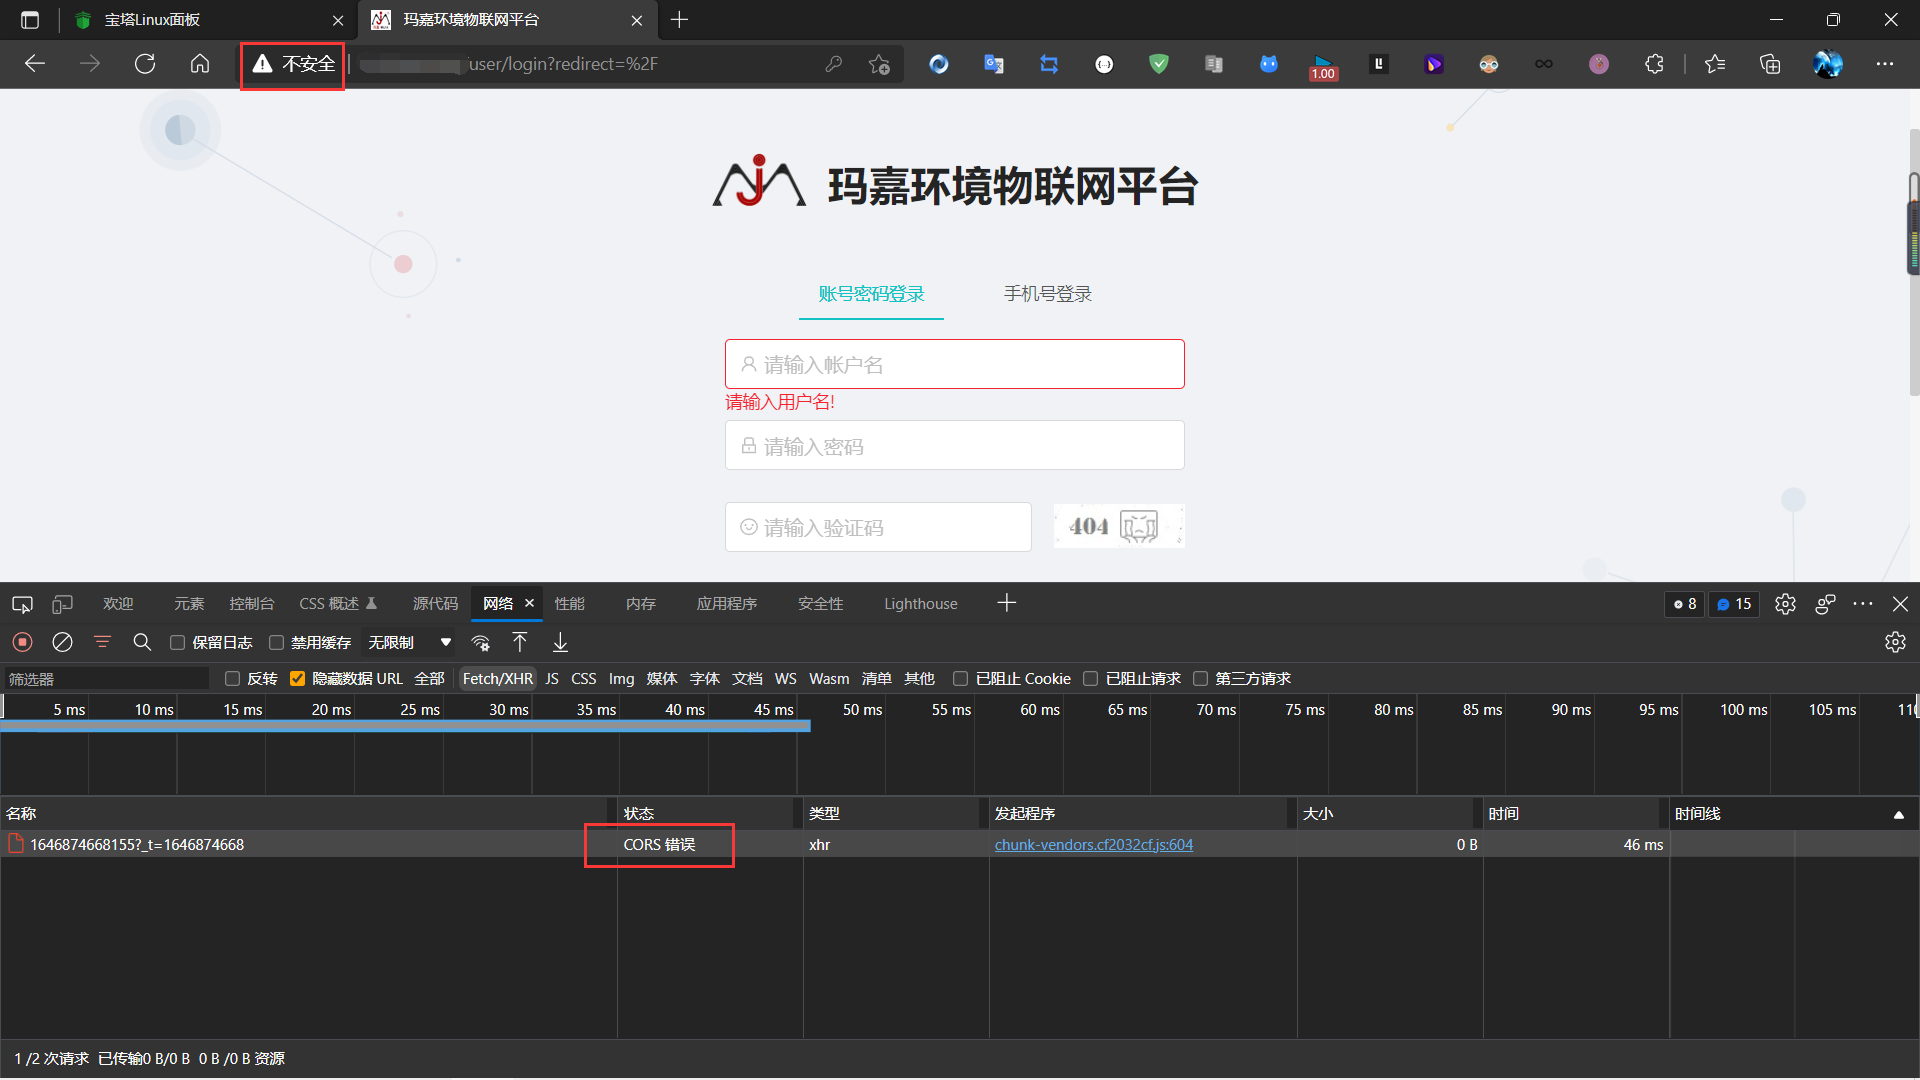 宝塔Linux面板
玛嘉环境物联网平台
不安全
user/login?redirect=%2F
1.00
玛嘉环境物联网平台
账号密码登录 手机号登录
请输入帐户名
请输入用户名!
请输入密码
请输入验证码
404
欢迎 元素 控制台 CSS 概述 源代码 网络 性能 内存 应用程序 安全性 Lighthouse 8 15
保留日志 禁用缓存 无限制
筛选器 反转 隐藏数据 URL 全部 Fetch/XHR JS CSS Img 媒体 字体 文档 WS Wasm 清单 其他 已阻止 Cookie 已阻止请求 第三方请求
5 ms 10 ms 15 ms 20 ms 25 ms 30 ms 35 ms 40 ms 45 ms 50 ms 55 ms 60 ms 65 ms 70 ms 75 ms 80 ms 85 ms 90 ms 95 ms 100 ms 105 ms
名称 状态 类型 发起程序 大小 时间 时间线
1646874668155?_t=1646874668 CORS 错误 xhr chunk-vendors.cf2032cf.js:604 0 B 46 ms
1 /2 次请求 已传输0 B/0 B 0 B /0 B 资源